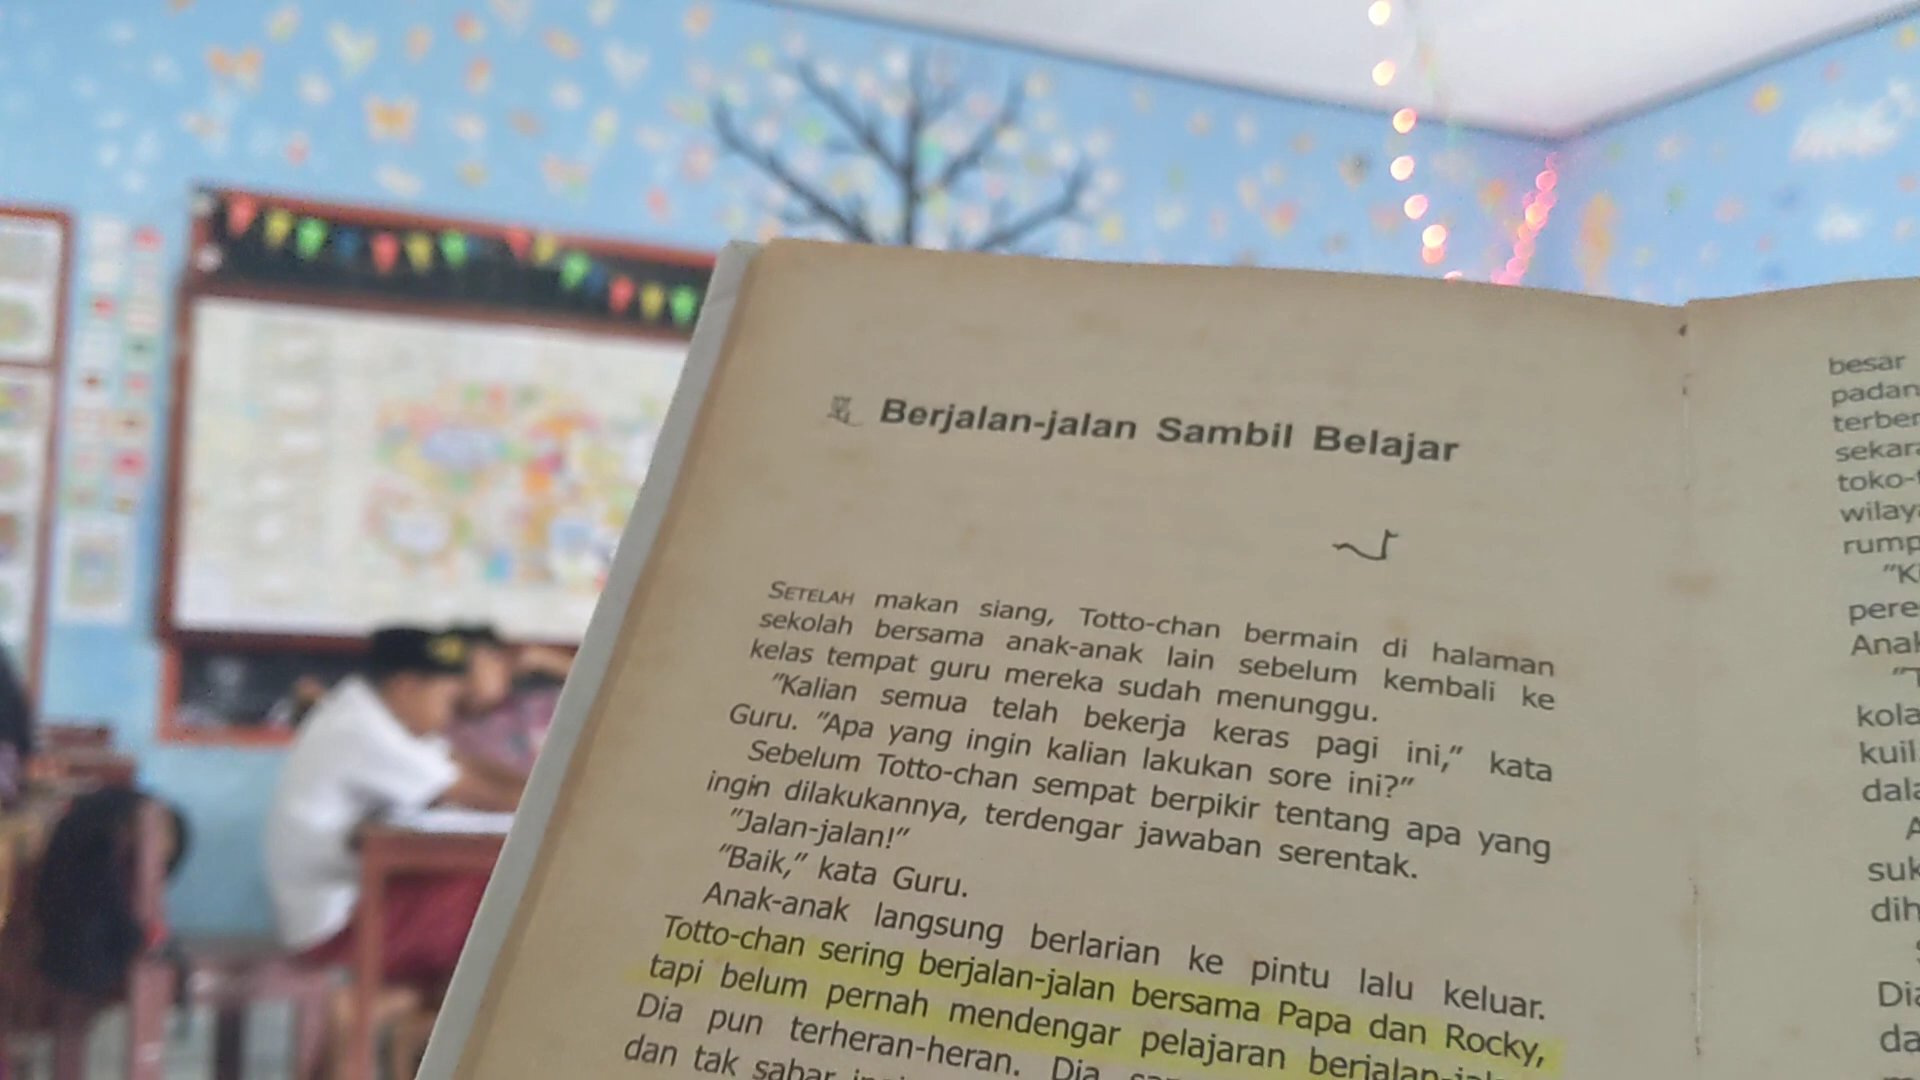 Berjalan-jalan Sambil Belajar
SETELAH makan siang, Totto-chan bermain di halaman
sekolah bersama anak-anak lain sebelum kembali ke
kelas tempat guru mereka sudah menunggu.
"Kalian semua telah bekerja keras pagi ini," kata
Guru. "Apa yang ingin kalian lakukan sore ini?"
Sebelum Totto-chan sempat berpikir tentang apa yang
ingin dilakukannya, terdengar jawaban serentak.
"Jalan-jalan!"
"Baik," kata Guru.
Anak-anak langsung berlarian ke pintu lalu keluar.
Totto-chan sering berjalan-jalan bersama Papa dan Rocky,
tapi belum pernah mendengar pelajaran
Dia pun terheran-heran. Dia
dan tak sabar
besar